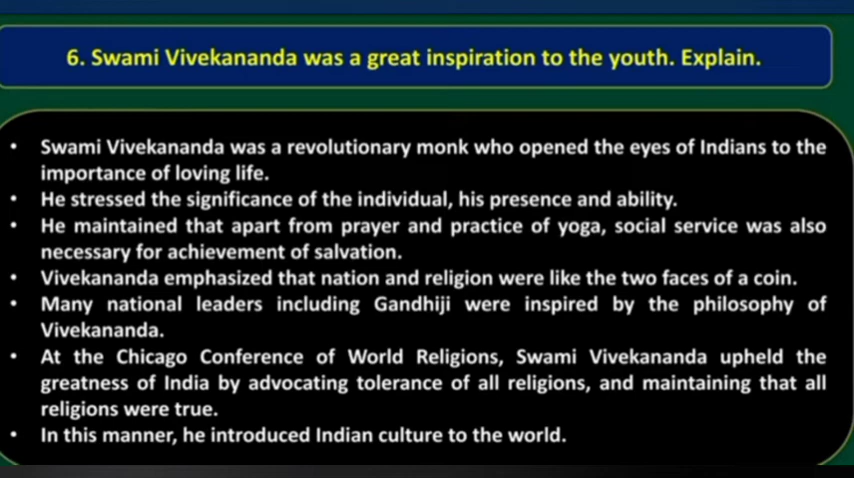 6. Swami Vivekananda was a great inspiration to the youth. Explain.
• Swami Vivekananda was a revolutionary monk who opened the eyes of Indians to the
importance of loving life.
• He stressed the significance of the individual, his presence and ability.
• He maintained that apart from prayer and practice of yoga, social service was also
necessary for achievement of salvation.
• Vivekananda emphasized that nation and religion were like the two faces of a coin.
• Many national leaders including Gandhiji were inspired by the philosophy of
Vivekananda.
• At the Chicago Conference of World Religions, Swami Vivekananda upheld the
greatness of India by advocating tolerance of all religions, and maintaining that all
religions were true.
• In this manner, he introduced Indian culture to the world.